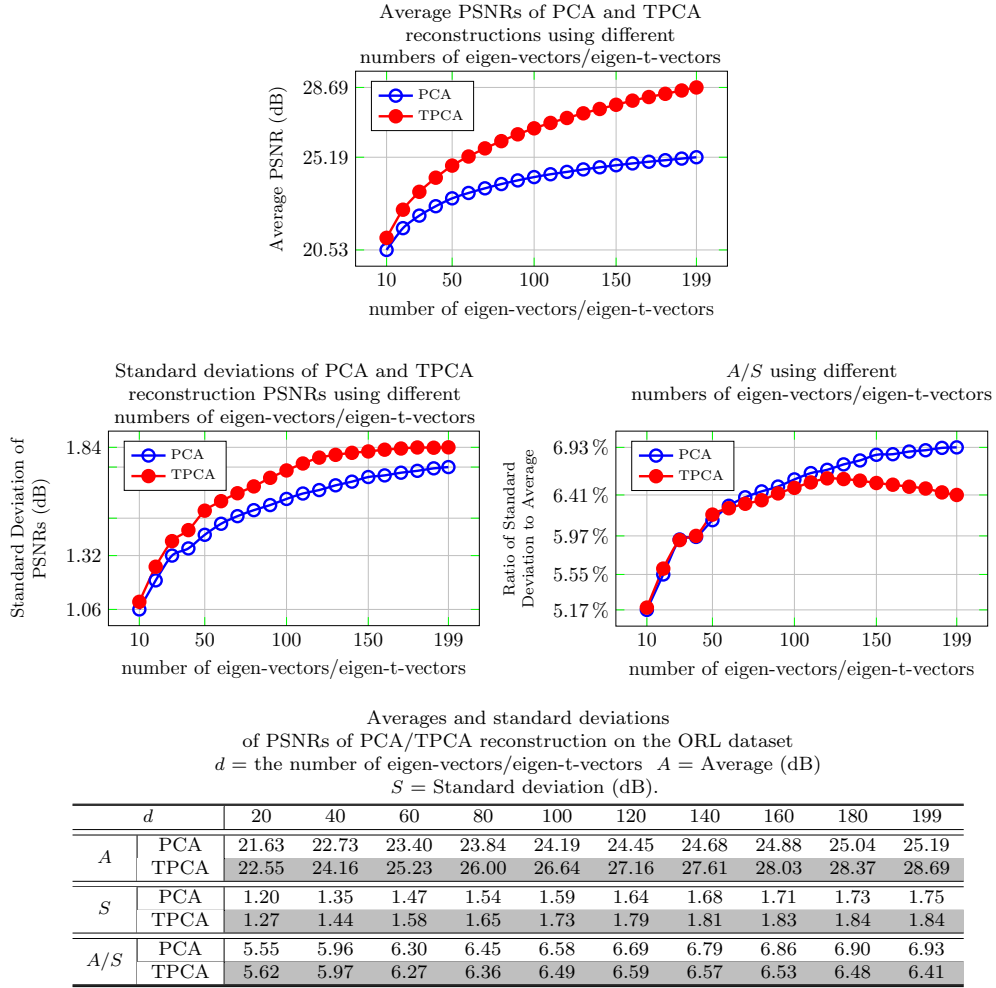 Average PSNRs of PCA and TPCA
reconstructions using different
numbers of eigen-vectors/eigen-t-vectors
Average PSNR (dB)
28.69
25.19
20.53
PCA
TPCA
10 50 100 150 199
number of eigen-vectors/eigen-t-vectors
Standard deviations of PCA and TPCA
reconstruction PSNRs using different
numbers of eigen-vectors/eigen-t-vectors
Standard Deviation of
PSNRs (dB)
1.84
1.32
1.06
PCA
TPCA
10 50 100 150 199
number of eigen-vectors/eigen-t-vectors
A/S using different
numbers of eigen-vectors/eigen-t-vectors
Ratio of Standard
Deviation to Average
6.93 %
6.41 %
5.97 %
5.55 %
5.17 %
PCA
TPCA
10 50 100 150 199
number of eigen-vectors/eigen-t-vectors
Averages and standard deviations
of PSNRs of PCA/TPCA reconstruction on the ORL dataset
d = the number of eigen-vectors/eigen-t-vectors A = Average (dB)
S = Standard deviation (dB).
d 20 40 60 80 100 120 140 160 180 199
A PCA 21.63 22.73 23.40 23.84 24.19 24.45 24.68 24.88 25.04 25.19
TPCA 22.55 24.16 25.23 26.00 26.64 27.16 27.61 28.03 28.37 28.69
S PCA 1.20 1.35 1.47 1.54 1.59 1.64 1.68 1.71 1.73 1.75
TPCA 1.27 1.44 1.58 1.65 1.73 1.79 1.81 1.83 1.84 1.84
A/S PCA 5.55 5.96 6.30 6.45 6.58 6.69 6.79 6.86 6.90 6.93
TPCA 5.62 5.97 6.27 6.36 6.49 6.59 6.57 6.53 6.48 6.41